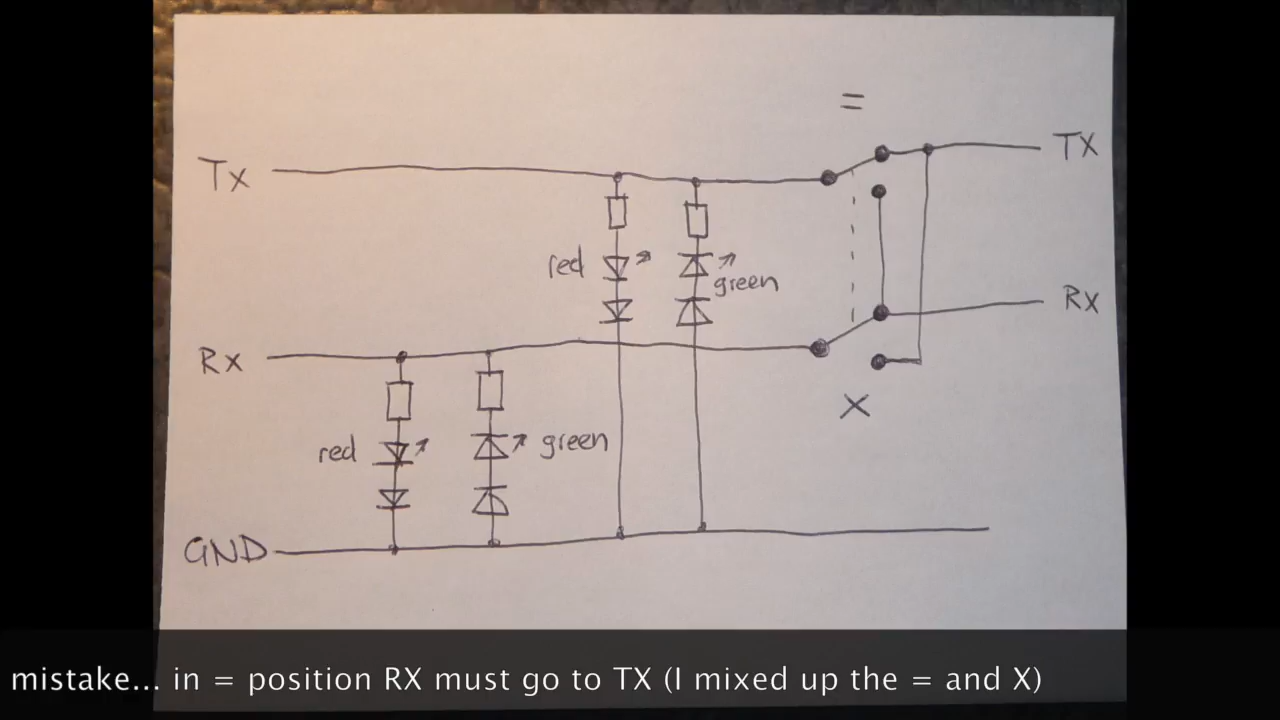 =
Tx
TX
red
green
Rx
Rx
X
red
green
GND
mistake... in = position RX must go to TX (I mixed up the = and X)